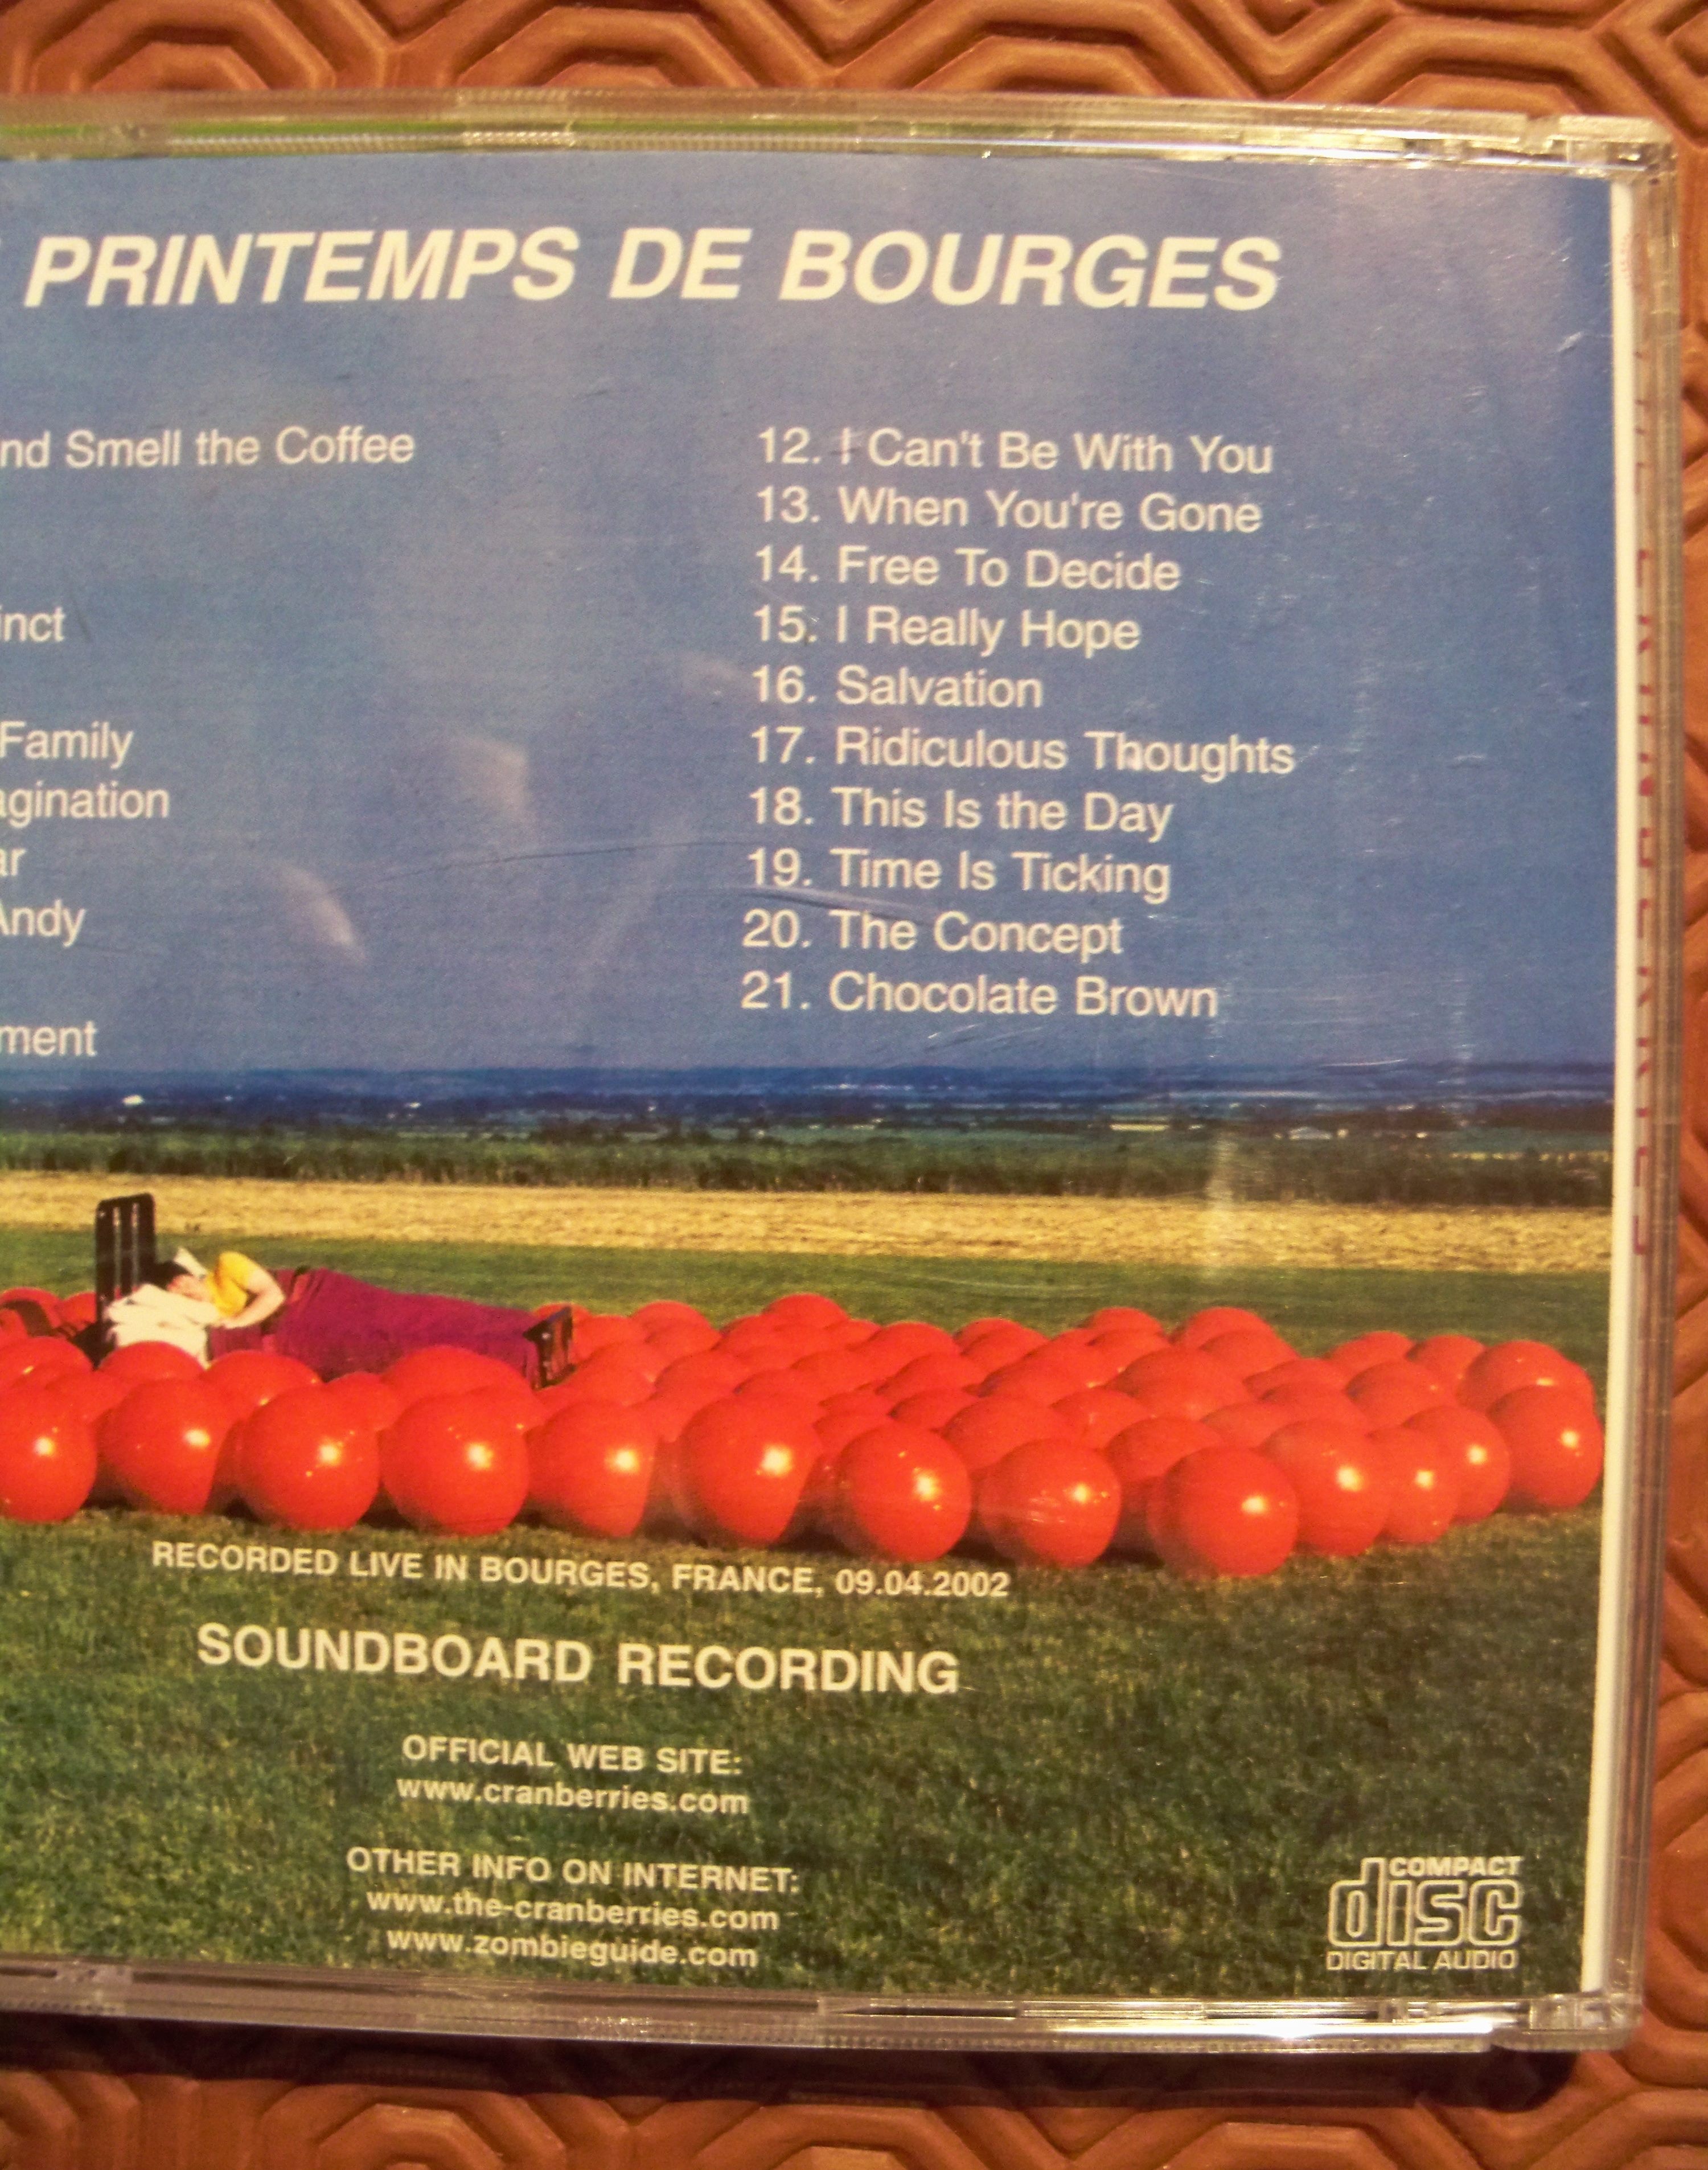 PRINTEMPS DE BOURGES
nd Smell the Coffee
inct
Family
agination
ar
Andy
ment
12. I Can't Be With You
13. When You're Gone
14. Free To Decide
15. I Really Hope
16. Salvation
17. Ridiculous Thoughts
18. This Is the Day
19. Time Is Ticking
20. The Concept
21. Chocolate Brown
RECORDED LIVE IN BOURGES, FRANCE, 09.04.2002
SOUNDBOARD RECORDING
OFFICIAL WEB SITE:
www.cranberries.com
OTHER INFO ON INTERNET:
www.the-cranberries.com
www.zombieguide.com
COMPACT
disc
DIGITAL AUDIO